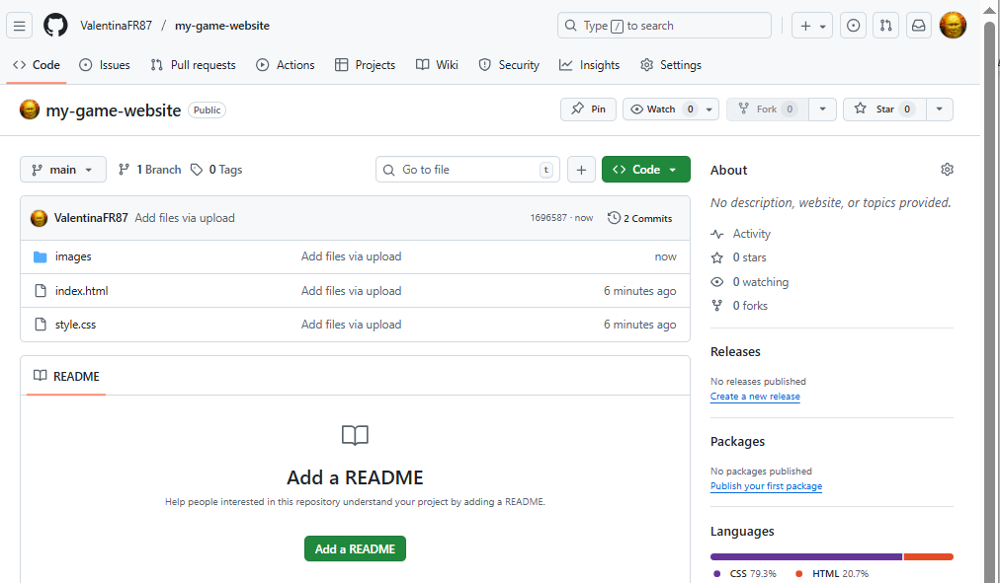 ValentinaFR87 / my-game-website
Type / to search
Code Issues Pull requests Actions Projects Wiki Security Insights Settings
my-game-website Public
Pin Watch 0 Fork 0 Star 0
main 1 Branch 0 Tags
Go to file t
Code
ValentinaFR87 Add files via upload 1696587 · now 2 Commits
images Add files via upload now
index.html Add files via upload 6 minutes ago
style.css Add files via upload 6 minutes ago
README
Add a README
Help people interested in this repository understand your project by adding a README.
Add a README
About
No description, website, or topics provided.
Activity
0 stars
0 watching
0 forks
Releases
No releases published
Create a new release
Packages
No packages published
Publish your first package
Languages
CSS 79.3% HTML 20.7%